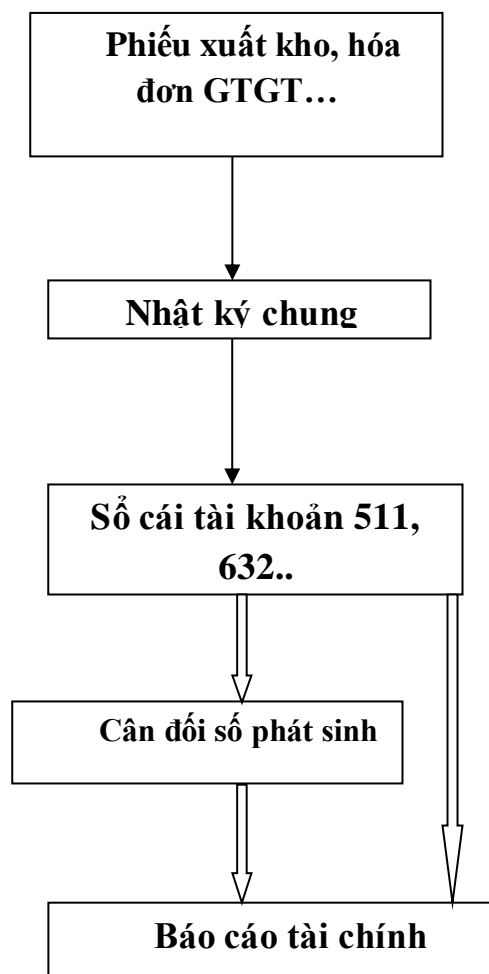 Phiếu xuất kho, hóa
đơn GTGT…
Nhật ký chung
Sổ cái tài khoản 511,
632..
Cân đối số phát sinh
Báo cáo tài chính